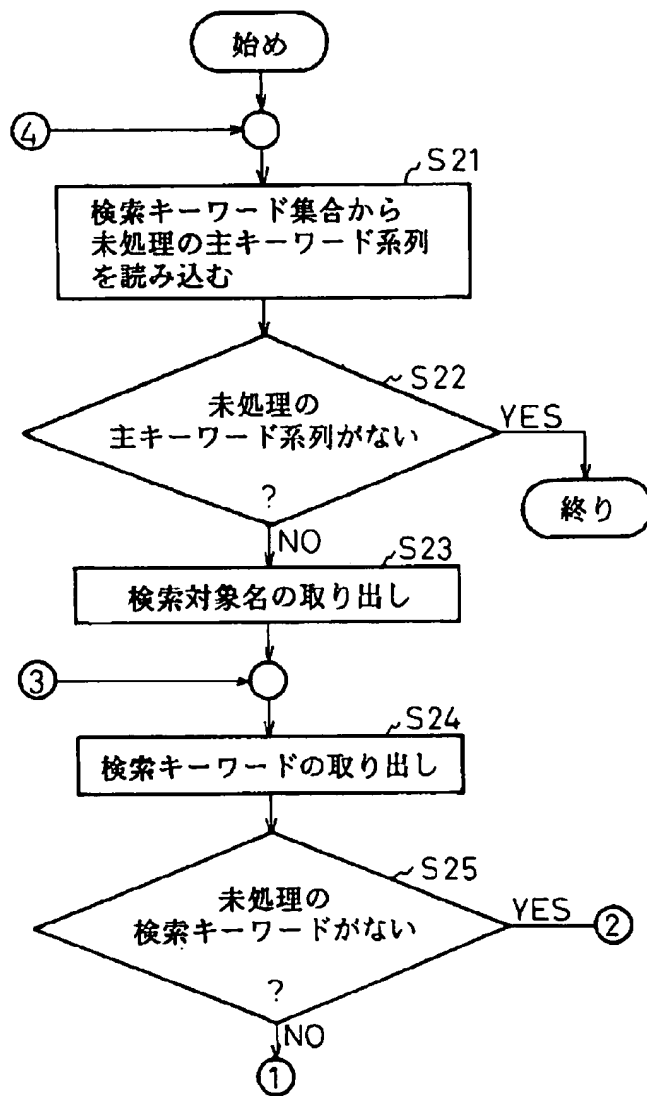 始め
④
S21
検索キーワード集合から
未処理の主キーワード系列
を読み込む
S22
未処理の
主キーワード系列がない
?
YES
終り
NO
S23
検索対象名の取り出し
③
S24
検索キーワードの取り出し
S25
未処理の
検索キーワードがない
?
YES
②
NO
①